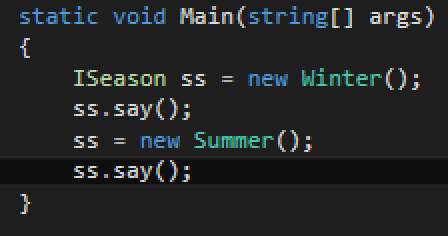 static void Main(string[] args)
{
    ISeason ss = new Winter();
    ss.say();
    ss = new Summer();
    ss.say();
}